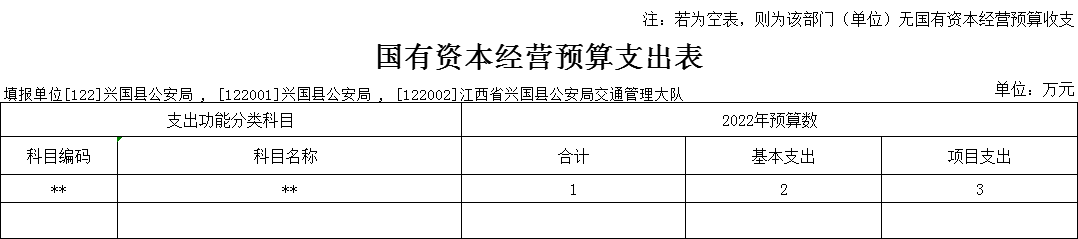 注：若为空表，则为该部门（单位）无国有资本经营预算收支
国有资本经营预算支出表
填报单位[122]兴国县公安局 , [122001]兴国县公安局 , [122002]江西省兴国县公安局交通管理大队 单位：万元
支出功能分类科目 2022年预算数
科目编码 科目名称 合计 基本支出 项目支出
** ** 1 2 3